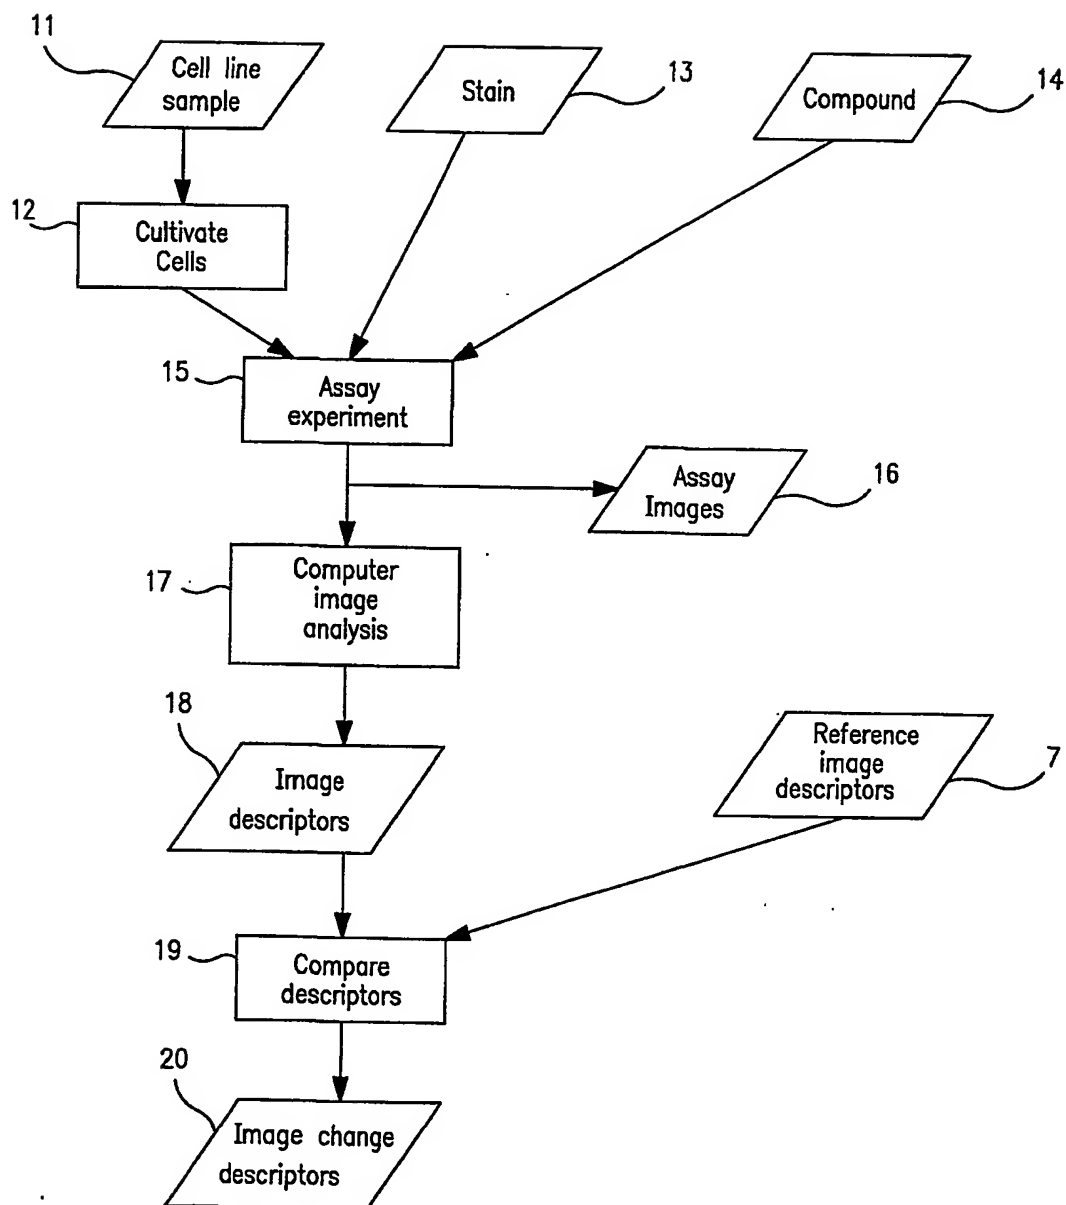 11
Cell line
sample
Stain
13
Compound
14
12
Cultivate
Cells
15
Assay
experiment
Assay
Images
16
17
Computer
image
analysis
18
Image
descriptors
Reference
image
descriptors
7
19
Compare
descriptors
20
Image change
descriptors